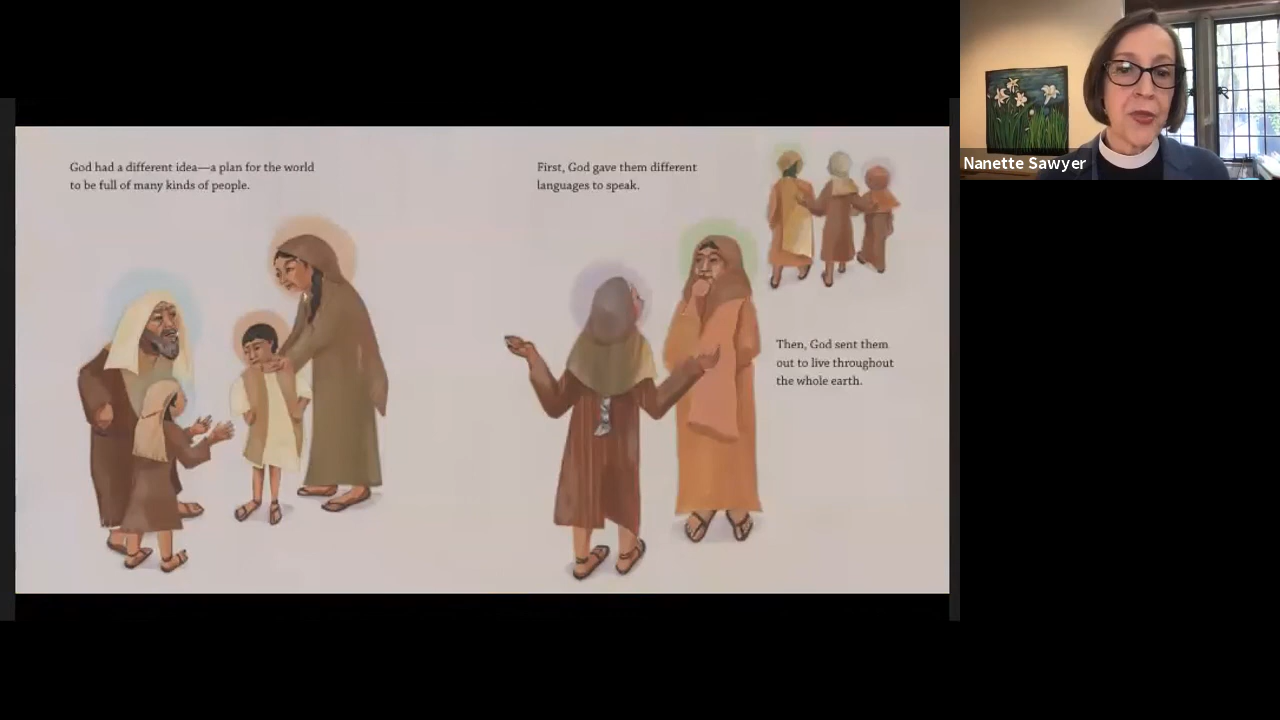 God had a different idea—a plan for the world
to be full of many kinds of people.
First, God gave them different
languages to speak.
Then, God sent them
out to live throughout
the whole earth.
Nanette Sawyer